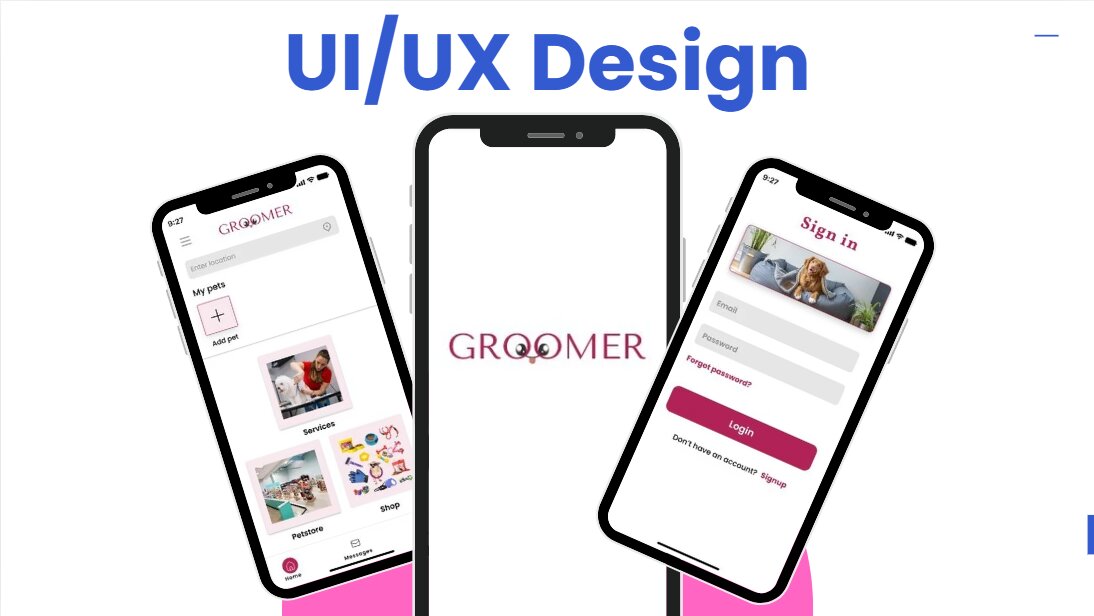 UI/UX Design
9:27
GROOMER
Enter location
My pets
Add pet
Services
Petstore
Shop
Home
Messages
GROOMER
9:27
Sign in
Email
Password
Forgot password?
Login
Don't have an account? Signup